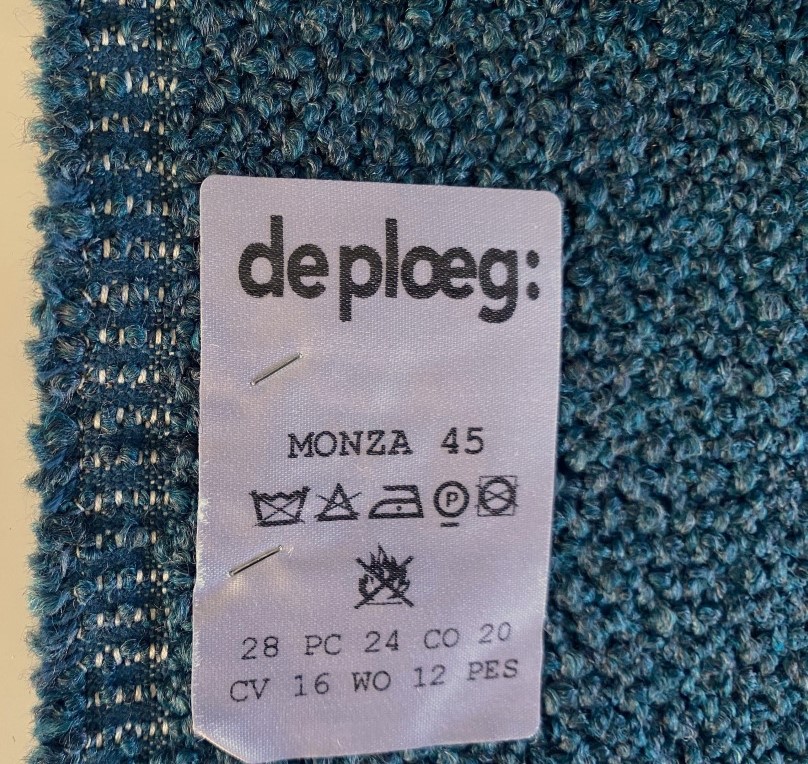 de ploeg:
MONZA 45
P
28 PC 24 CO 20
CV 16 WO 12 PES